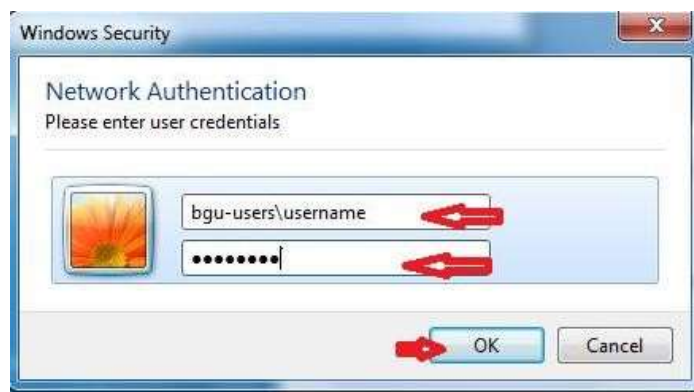 Windows Security
Network Authentication
Please enter user credentials
bgu-users\username
●●●●●●●●
OK
Cancel